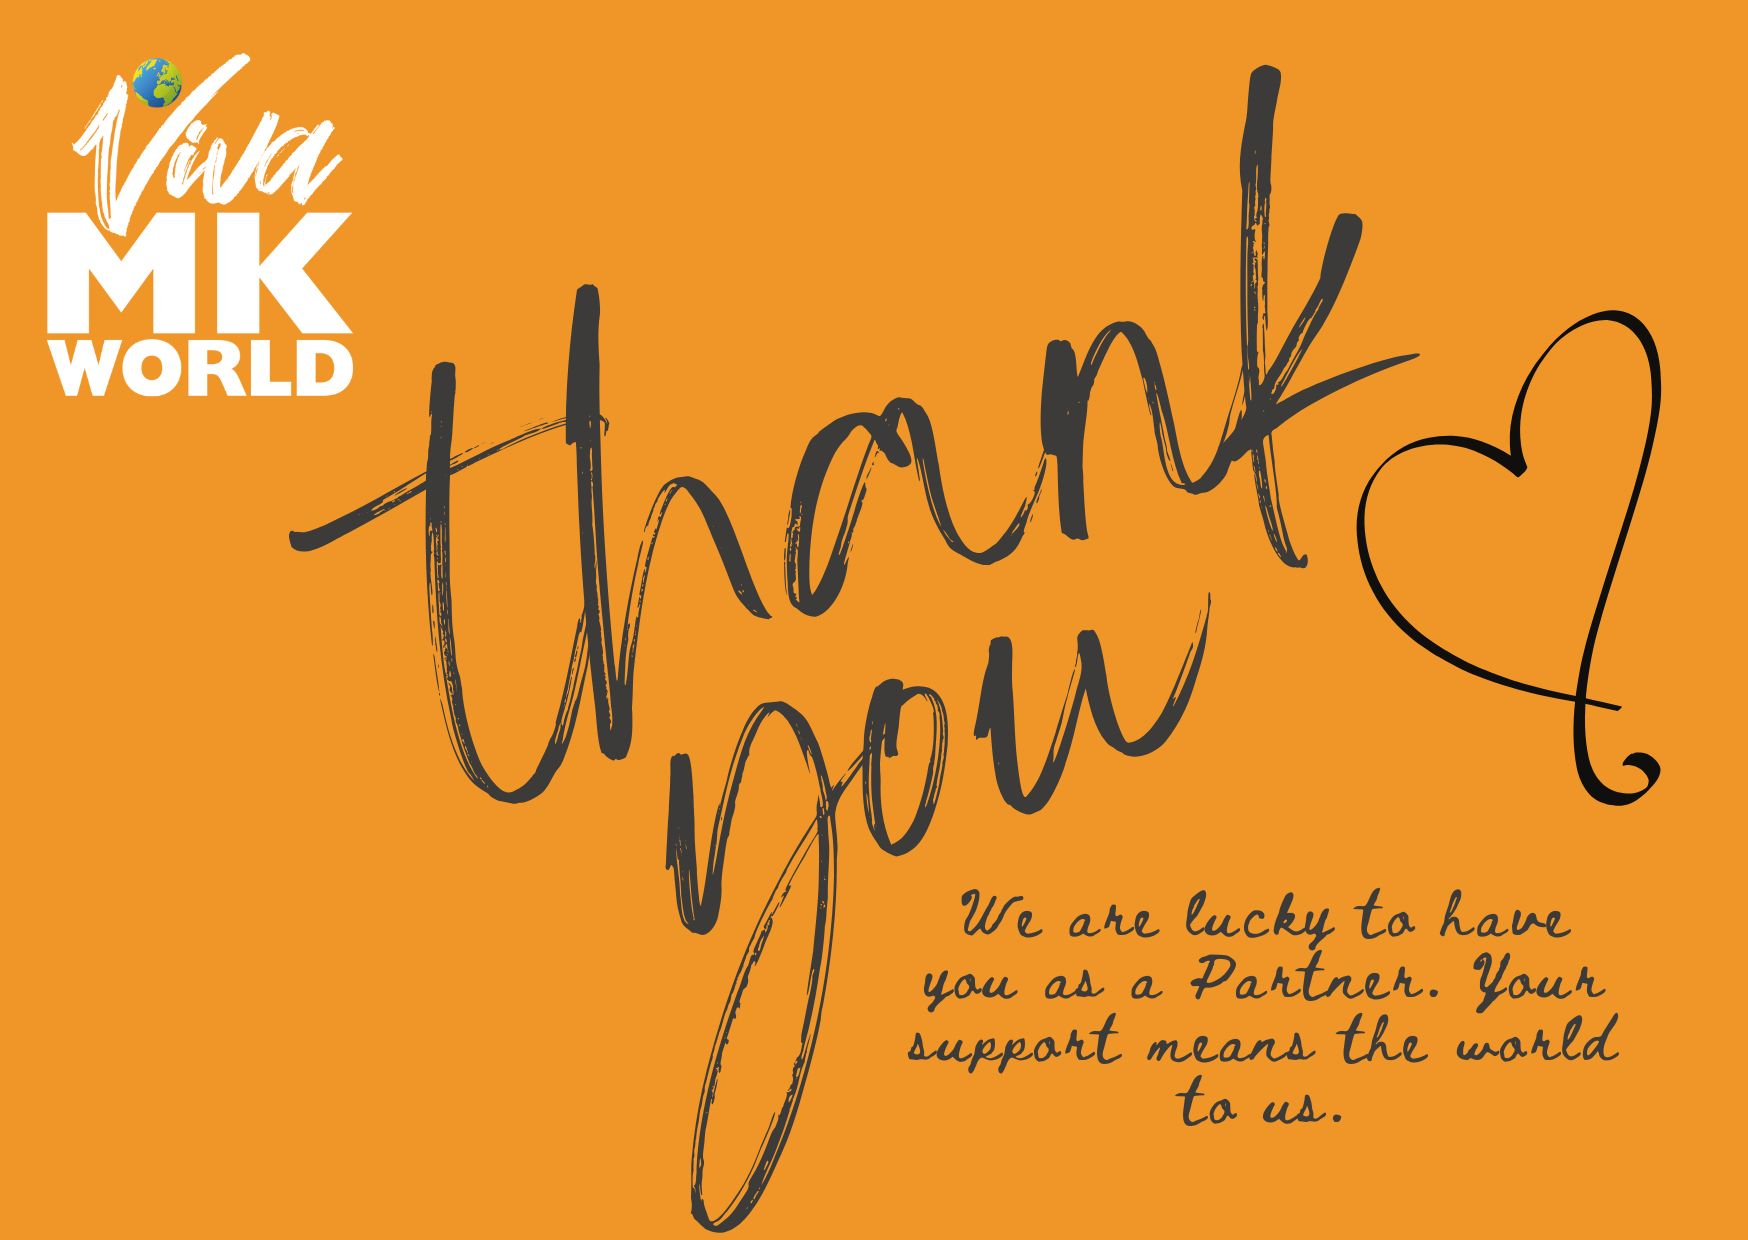 Viva
MK
WORLD
thank
you
We are lucky to have
you as a Partner. Your
support means the world
to us.